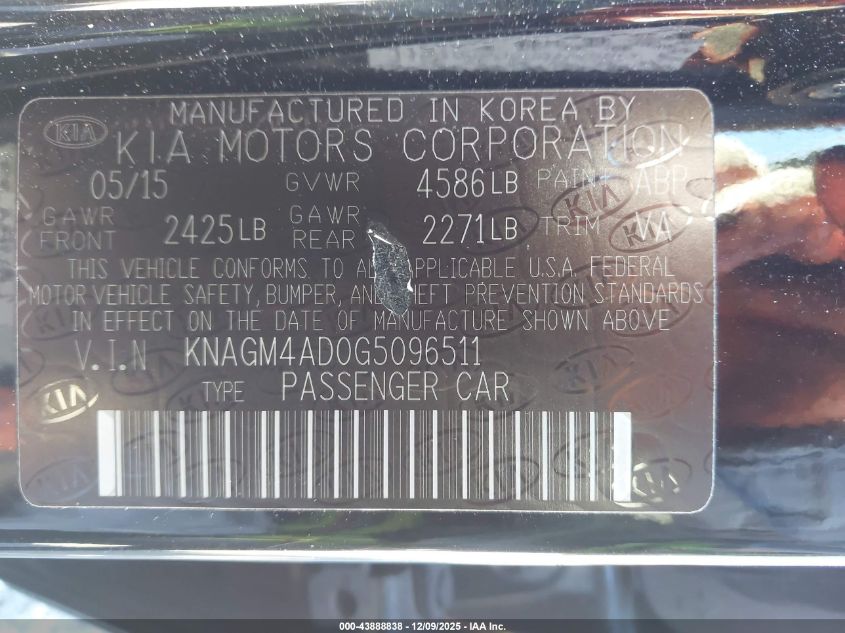 MANUFACTURED IN KOREA BY
KIA KIA MOTORS CORPORATION
05/15 GVWR 4586LB PAINT ABP
GAWR FRONT 2425LB GAWR REAR 2271LB TRIM VA
THIS VEHICLE CONFORMS TO ALL APPLICABLE U.S.A. FEDERAL
MOTOR VEHICLE SAFETY, BUMPER, AND THEFT PREVENTION STANDARDS
IN EFFECT ON THE DATE OF MANUFACTURE SHOWN ABOVE
V.I.N KNAGM4AD0G5096511
TYPE PASSENGER CAR
000-43888838 - 12/09/2025 - IAA Inc.